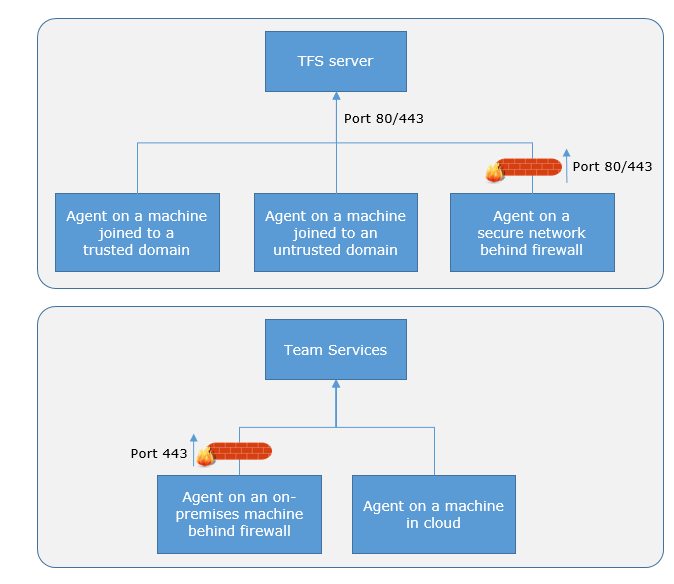 TFS server
Port 80/443
Port 80/443
Agent on a machine
joined to a
trusted domain
Agent on a machine
joined to an
untrusted domain
Agent on a
secure network
behind firewall
Team Services
Port 443
Agent on an on-
premises machine
behind firewall
Agent on a machine
in cloud